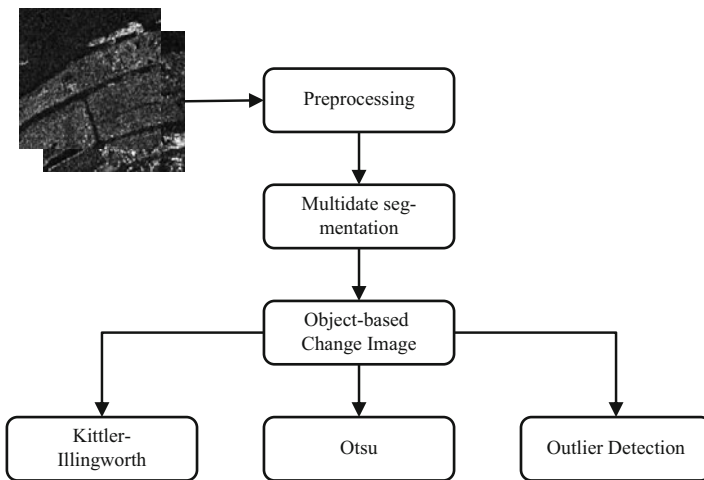 Preprocessing
Multidate seg-
mentation
Object-based
Change Image
Kittler-
Illingworth
Otsu
Outlier Detection